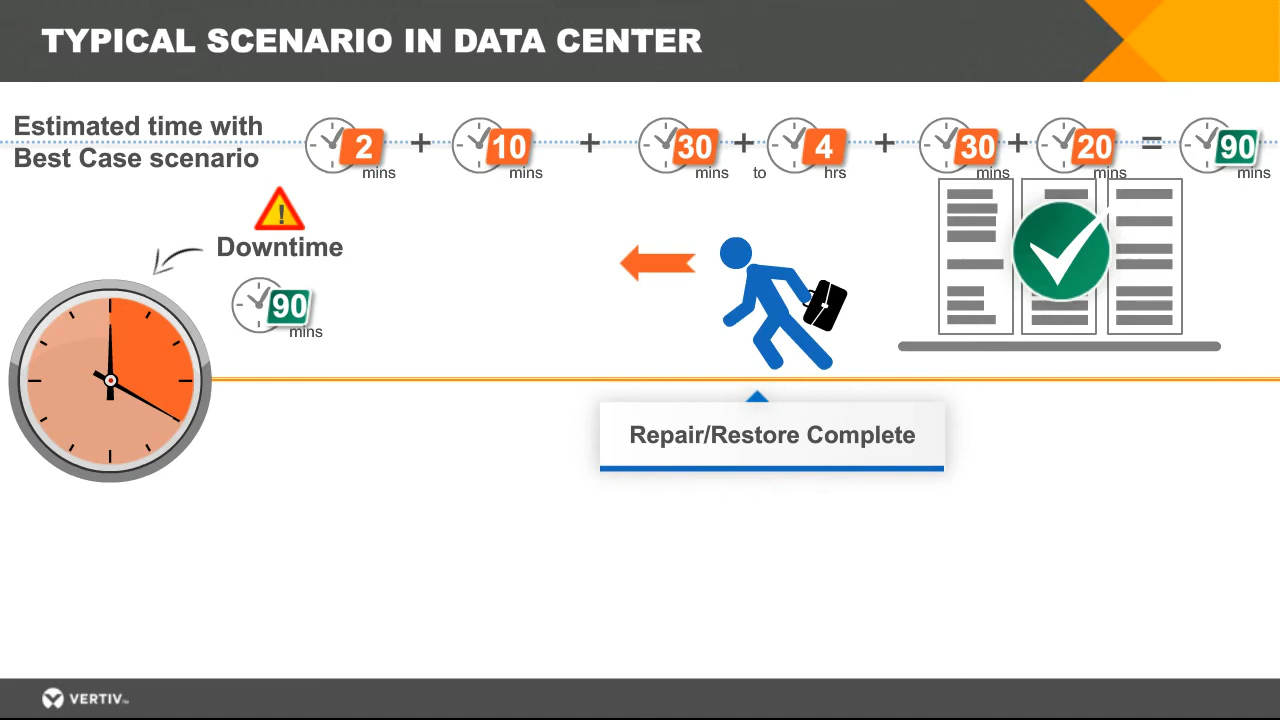 TYPICAL SCENARIO IN DATA CENTER
Estimated time with
Best Case scenario
2 mins + 10 mins + 30 mins + to 4 hrs + 30 mins + 20 mins = 90 mins
!
Downtime
90 mins
Repair/Restore Complete
VERTIV™